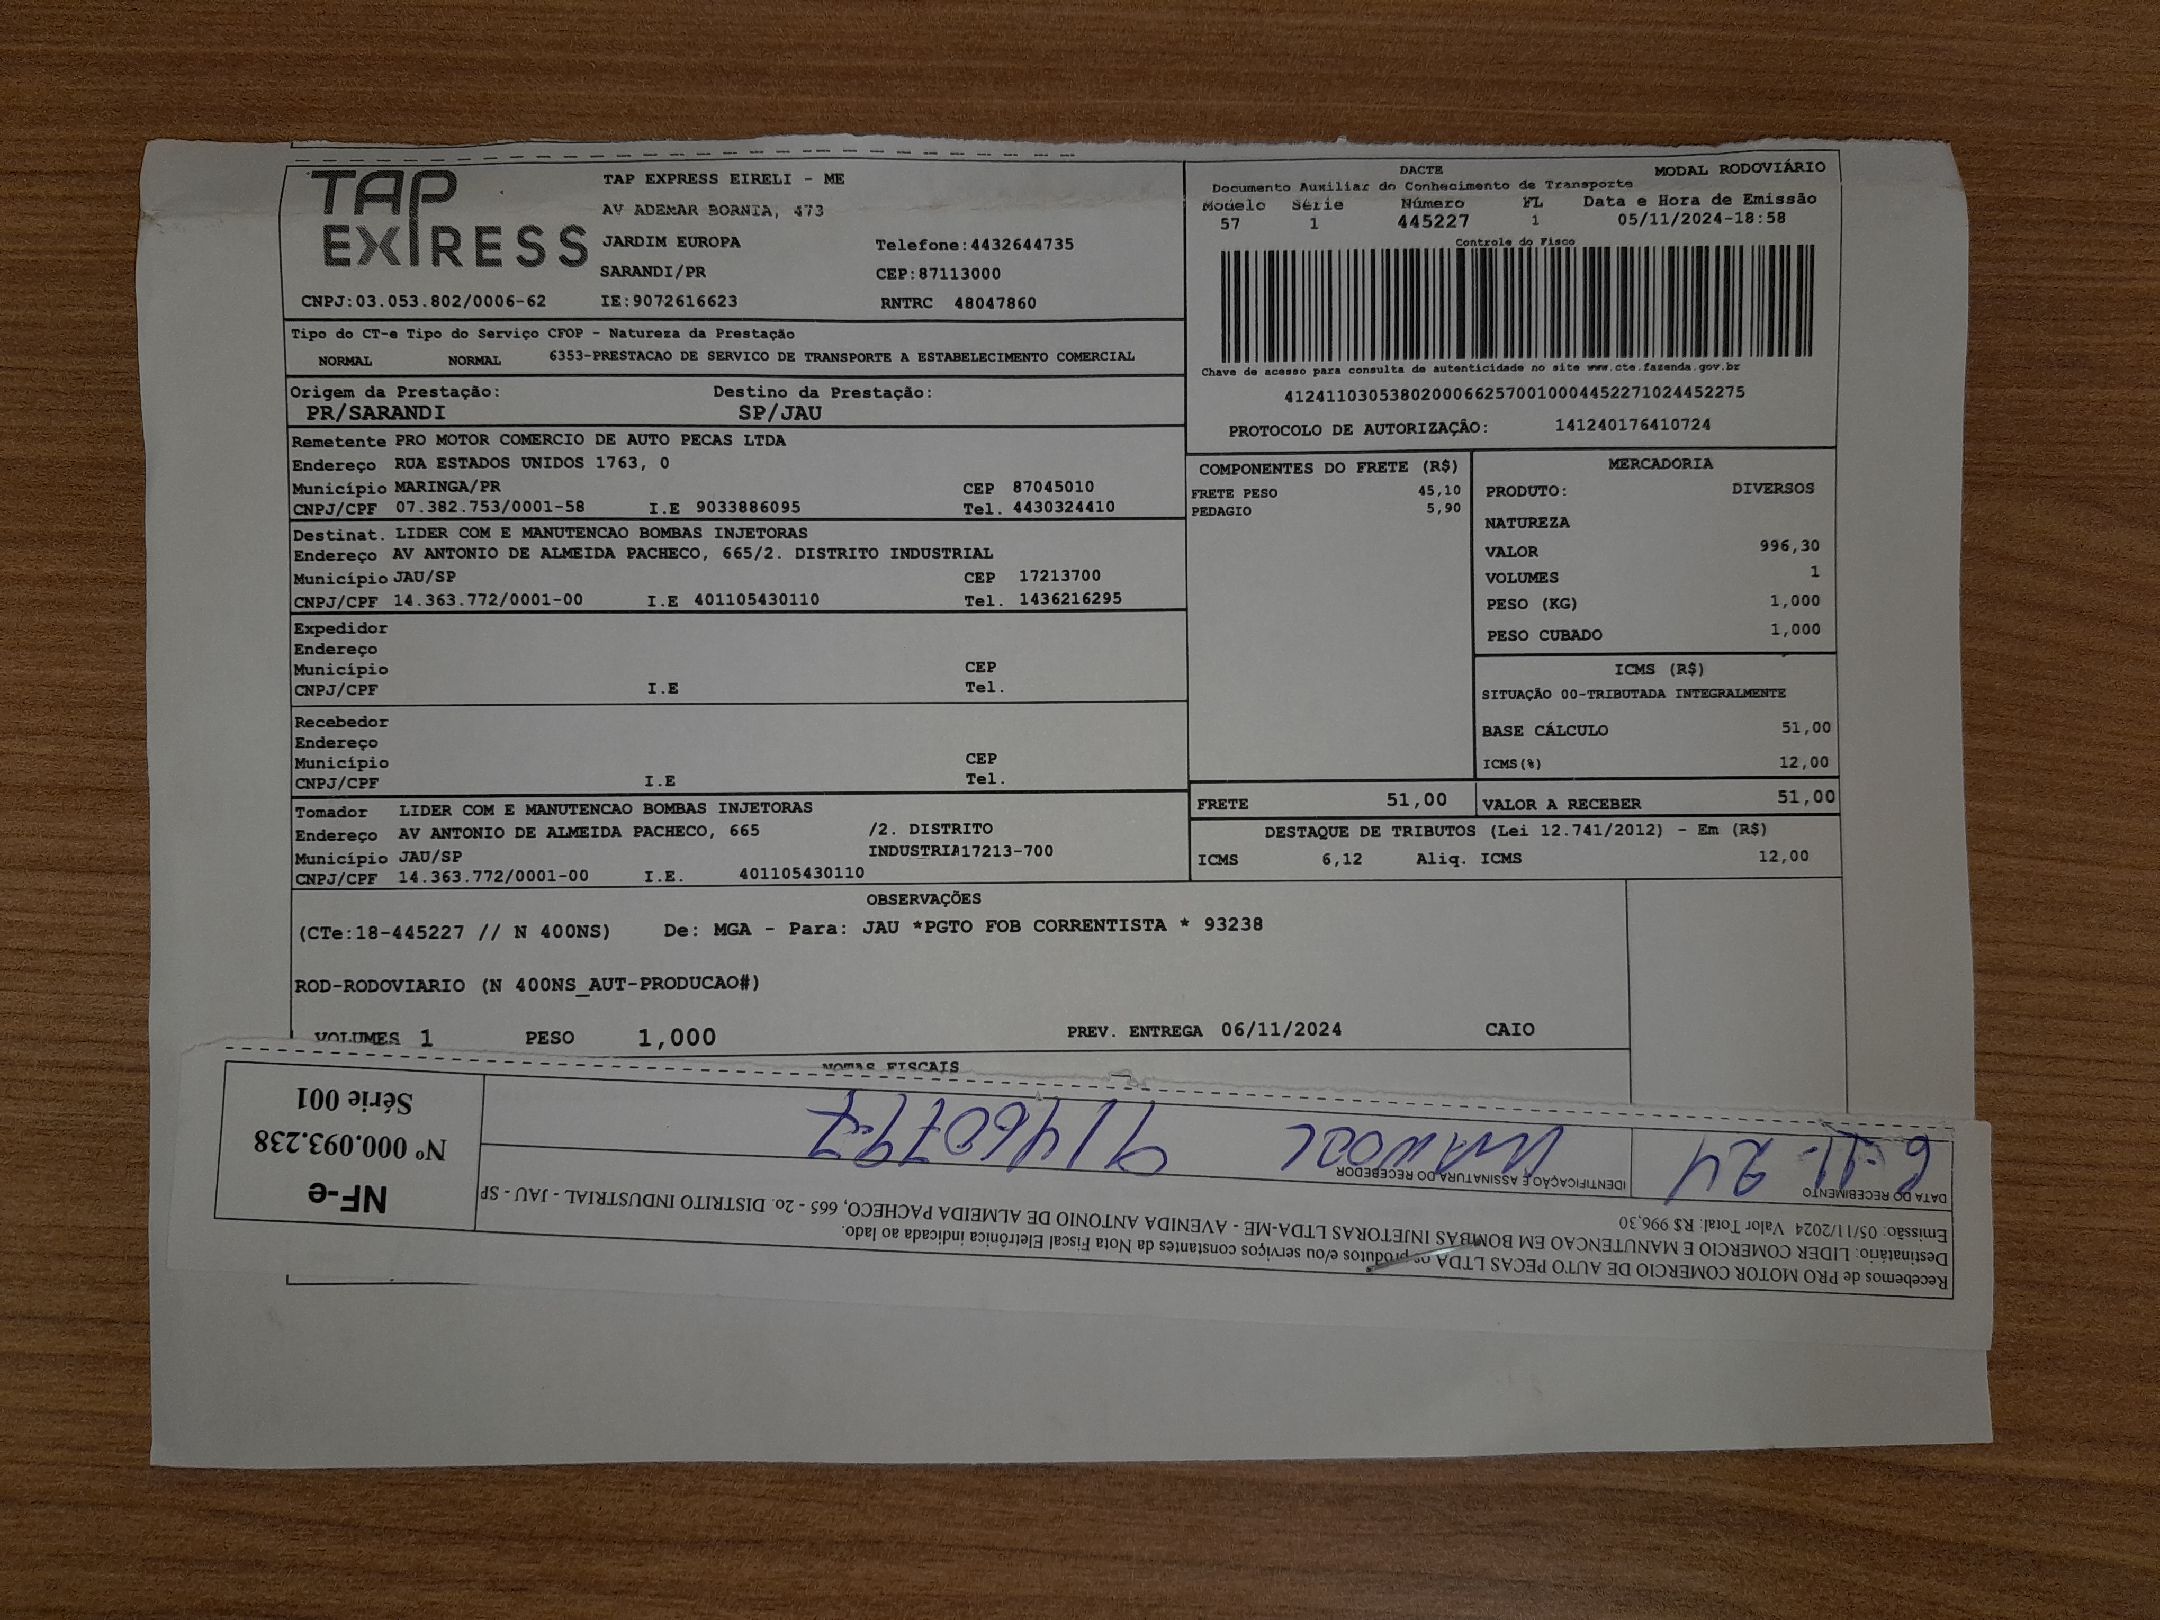 TAP
EXPRESS
TAP EXPRESS EIRELI - ME
AV ADEMAR BORNIA, 473
JARDIM EUROPA Telefone:4432644735
SARANDI/PR CEP:87113000
CNPJ:03.053.802/0006-62 IE:9072616623 RNTRC 48047860
DACTE MODAL RODOVIÁRIO
Documento Auxiliar do Conhecimento de Transporte
Modelo Série Número FL Data e Hora de Emissão
57 1 445227 1 05/11/2024-18:58
Controle do Fisco
Chave de acesso para consulta de autenticidade no site www.cte.fazenda.gov.br
41241103053802000662570010004452271024452275
PROTOCOLO DE AUTORIZAÇÃO: 141240176410724
Tipo do CT-e Tipo do Serviço CFOP - Natureza da Prestação
NORMAL NORMAL 6353-PRESTACAO DE SERVICO DE TRANSPORTE A ESTABELECIMENTO COMERCIAL
Origem da Prestação: Destino da Prestação:
PR/SARANDI SP/JAU
Remetente PRO MOTOR COMERCIO DE AUTO PECAS LTDA
Endereço RUA ESTADOS UNIDOS 1763, 0
Município MARINGA/PR CEP 87045010
CNPJ/CPF 07.382.753/0001-58 I.E 9033886095 Tel. 4430324410
Destinat. LIDER COM E MANUTENCAO BOMBAS INJETORAS
Endereço AV ANTONIO DE ALMEIDA PACHECO, 665/2. DISTRITO INDUSTRIAL
Município JAU/SP CEP 17213700
CNPJ/CPF 14.363.772/0001-00 I.E 401105430110 Tel. 1436216295
Expedidor
Endereço
Município CEP
CNPJ/CPF I.E Tel.
Recebedor
Endereço
Município CEP
CNPJ/CPF I.E Tel.
Tomador LIDER COM E MANUTENCAO BOMBAS INJETORAS
Endereço AV ANTONIO DE ALMEIDA PACHECO, 665 /2. DISTRITO
Município JAU/SP INDUSTRIA17213-700
CNPJ/CPF 14.363.772/0001-00 I.E. 401105430110
COMPONENTES DO FRETE (R$)
FRETE PESO 45,10
PEDAGIO 5,90
MERCADORIA
PRODUTO: DIVERSOS
NATUREZA
VALOR 996,30
VOLUMES 1
PESO (KG) 1,000
PESO CUBADO 1,000
ICMS (R$)
SITUAÇÃO 00-TRIBUTADA INTEGRALMENTE
BASE CÁLCULO 51,00
ICMS(%) 12,00
FRETE 51,00 VALOR A RECEBER 51,00
DESTAQUE DE TRIBUTOS (Lei 12.741/2012) - Em (R$)
ICMS 6,12 Aliq. ICMS 12,00
OBSERVAÇÕES
(CTe:18-445227 // N 400NS) De: MGA - Para: JAU *PGTO FOB CORRENTISTA * 93238
ROD-RODOVIARIO (N 400NS_AUT-PRODUCAO#)
VOLUMES 1 PESO 1,000 PREV. ENTREGA 06/11/2024 CAIO
NOTAS FISCAIS
Recebemos de PRO MOTOR COMERCIO DE AUTO PECAS LTDA os produtos e/ou serviços constantes da Nota Fiscal Eletrônica indicada ao lado.
Destinatário: LIDER COMERCIO E MANUTENCAO EM BOMBAS INJETORAS LTDA-ME - AVENIDA ANTONIO DE ALMEIDA PACHECO, 665 - 2o. DISTRITO INDUSTRIAL - JAU - SP
Emissão: 05/11/2024 Valor Total: R$ 996,30
DATA DO RECEBIMENTO IDENTIFICAÇÃO E ASSINATURA DO RECEBEDOR
6-11-24
NF-e
Nº 000.093.238
Série 001